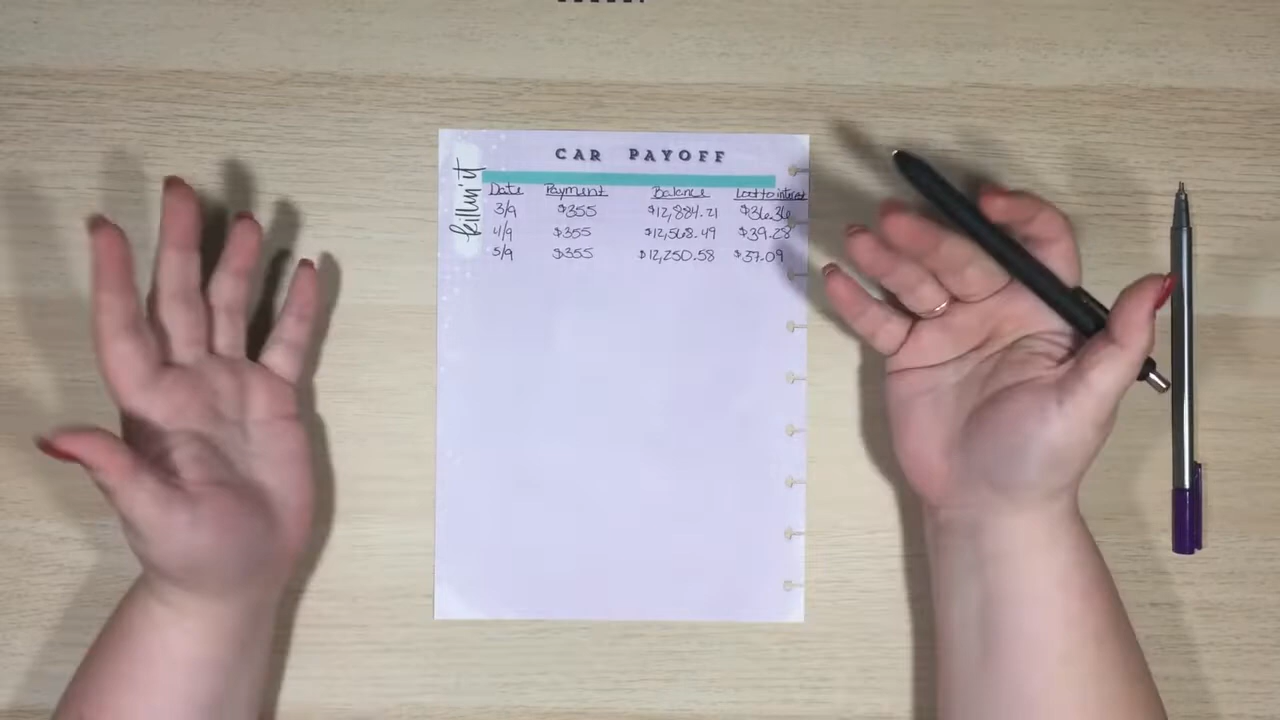 CAR PAYOFF
killin' it
Date Payment Balance Lost to interest
3/9 $355 $12,884.21 $36.36
4/9 $355 $12,568.49 $39.28
5/9 $355 $12,250.58 $37.09